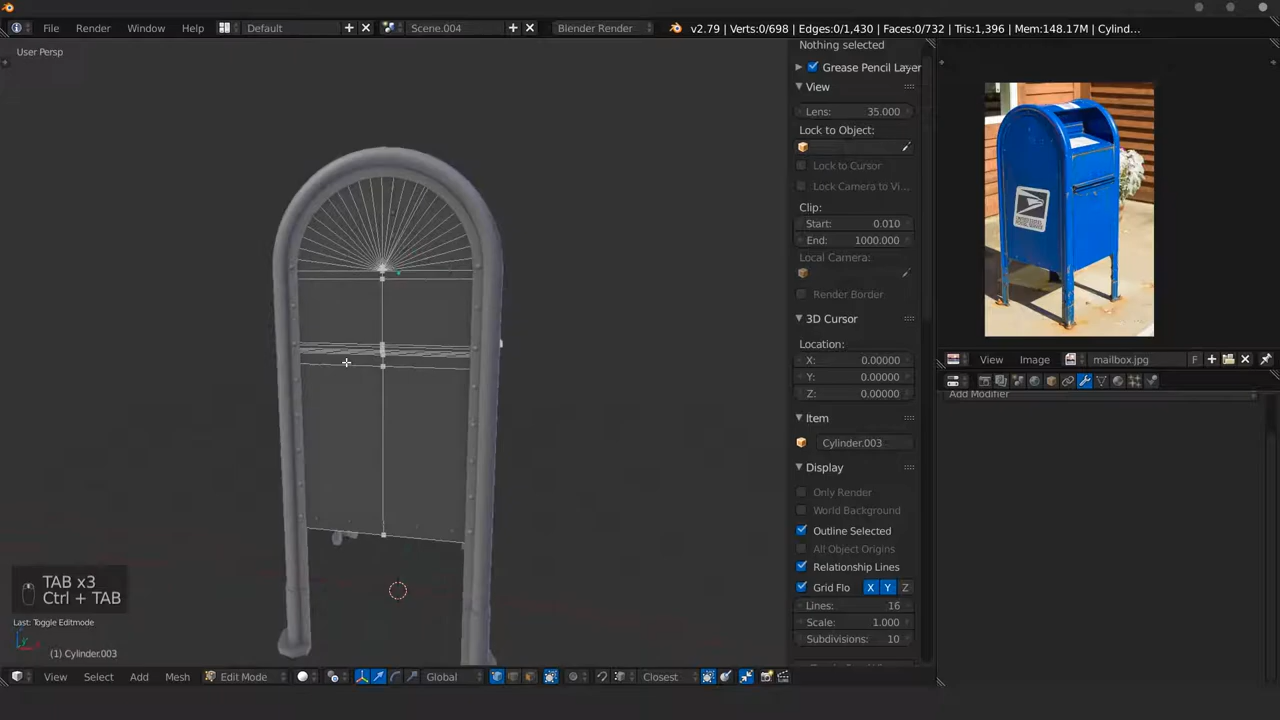 File Render Window Help Default Scene.004 Blender Render v2.79 | Verts:0/698 | Edges:0/1,430 | Faces:0/732 | Tris:1,396 | Mem:148.17M | Cylind...
User Persp
Nothing selected
Grease Pencil Layer
View
Lens: 35.000
Lock to Object:
Lock to Cursor
Lock Camera to Vi...
Clip:
Start: 0.010
End: 1000.000
Local Camera:
Render Border
3D Cursor
Location:
X: 0.00000
Y: 0.00000
Z: 0.00000
Item
Cylinder.003
Display
Only Render
World Background
Outline Selected
All Object Origins
Relationship Lines
Grid Flo X Y Z
Lines: 16
Scale: 1.000
Subdivisions: 10
View Image mailbox.jpg F
Add Modifier
TAB x3
Ctrl + TAB
Last: Toggle Editmode
(1) Cylinder.003
View Select Add Mesh Edit Mode Global Closest